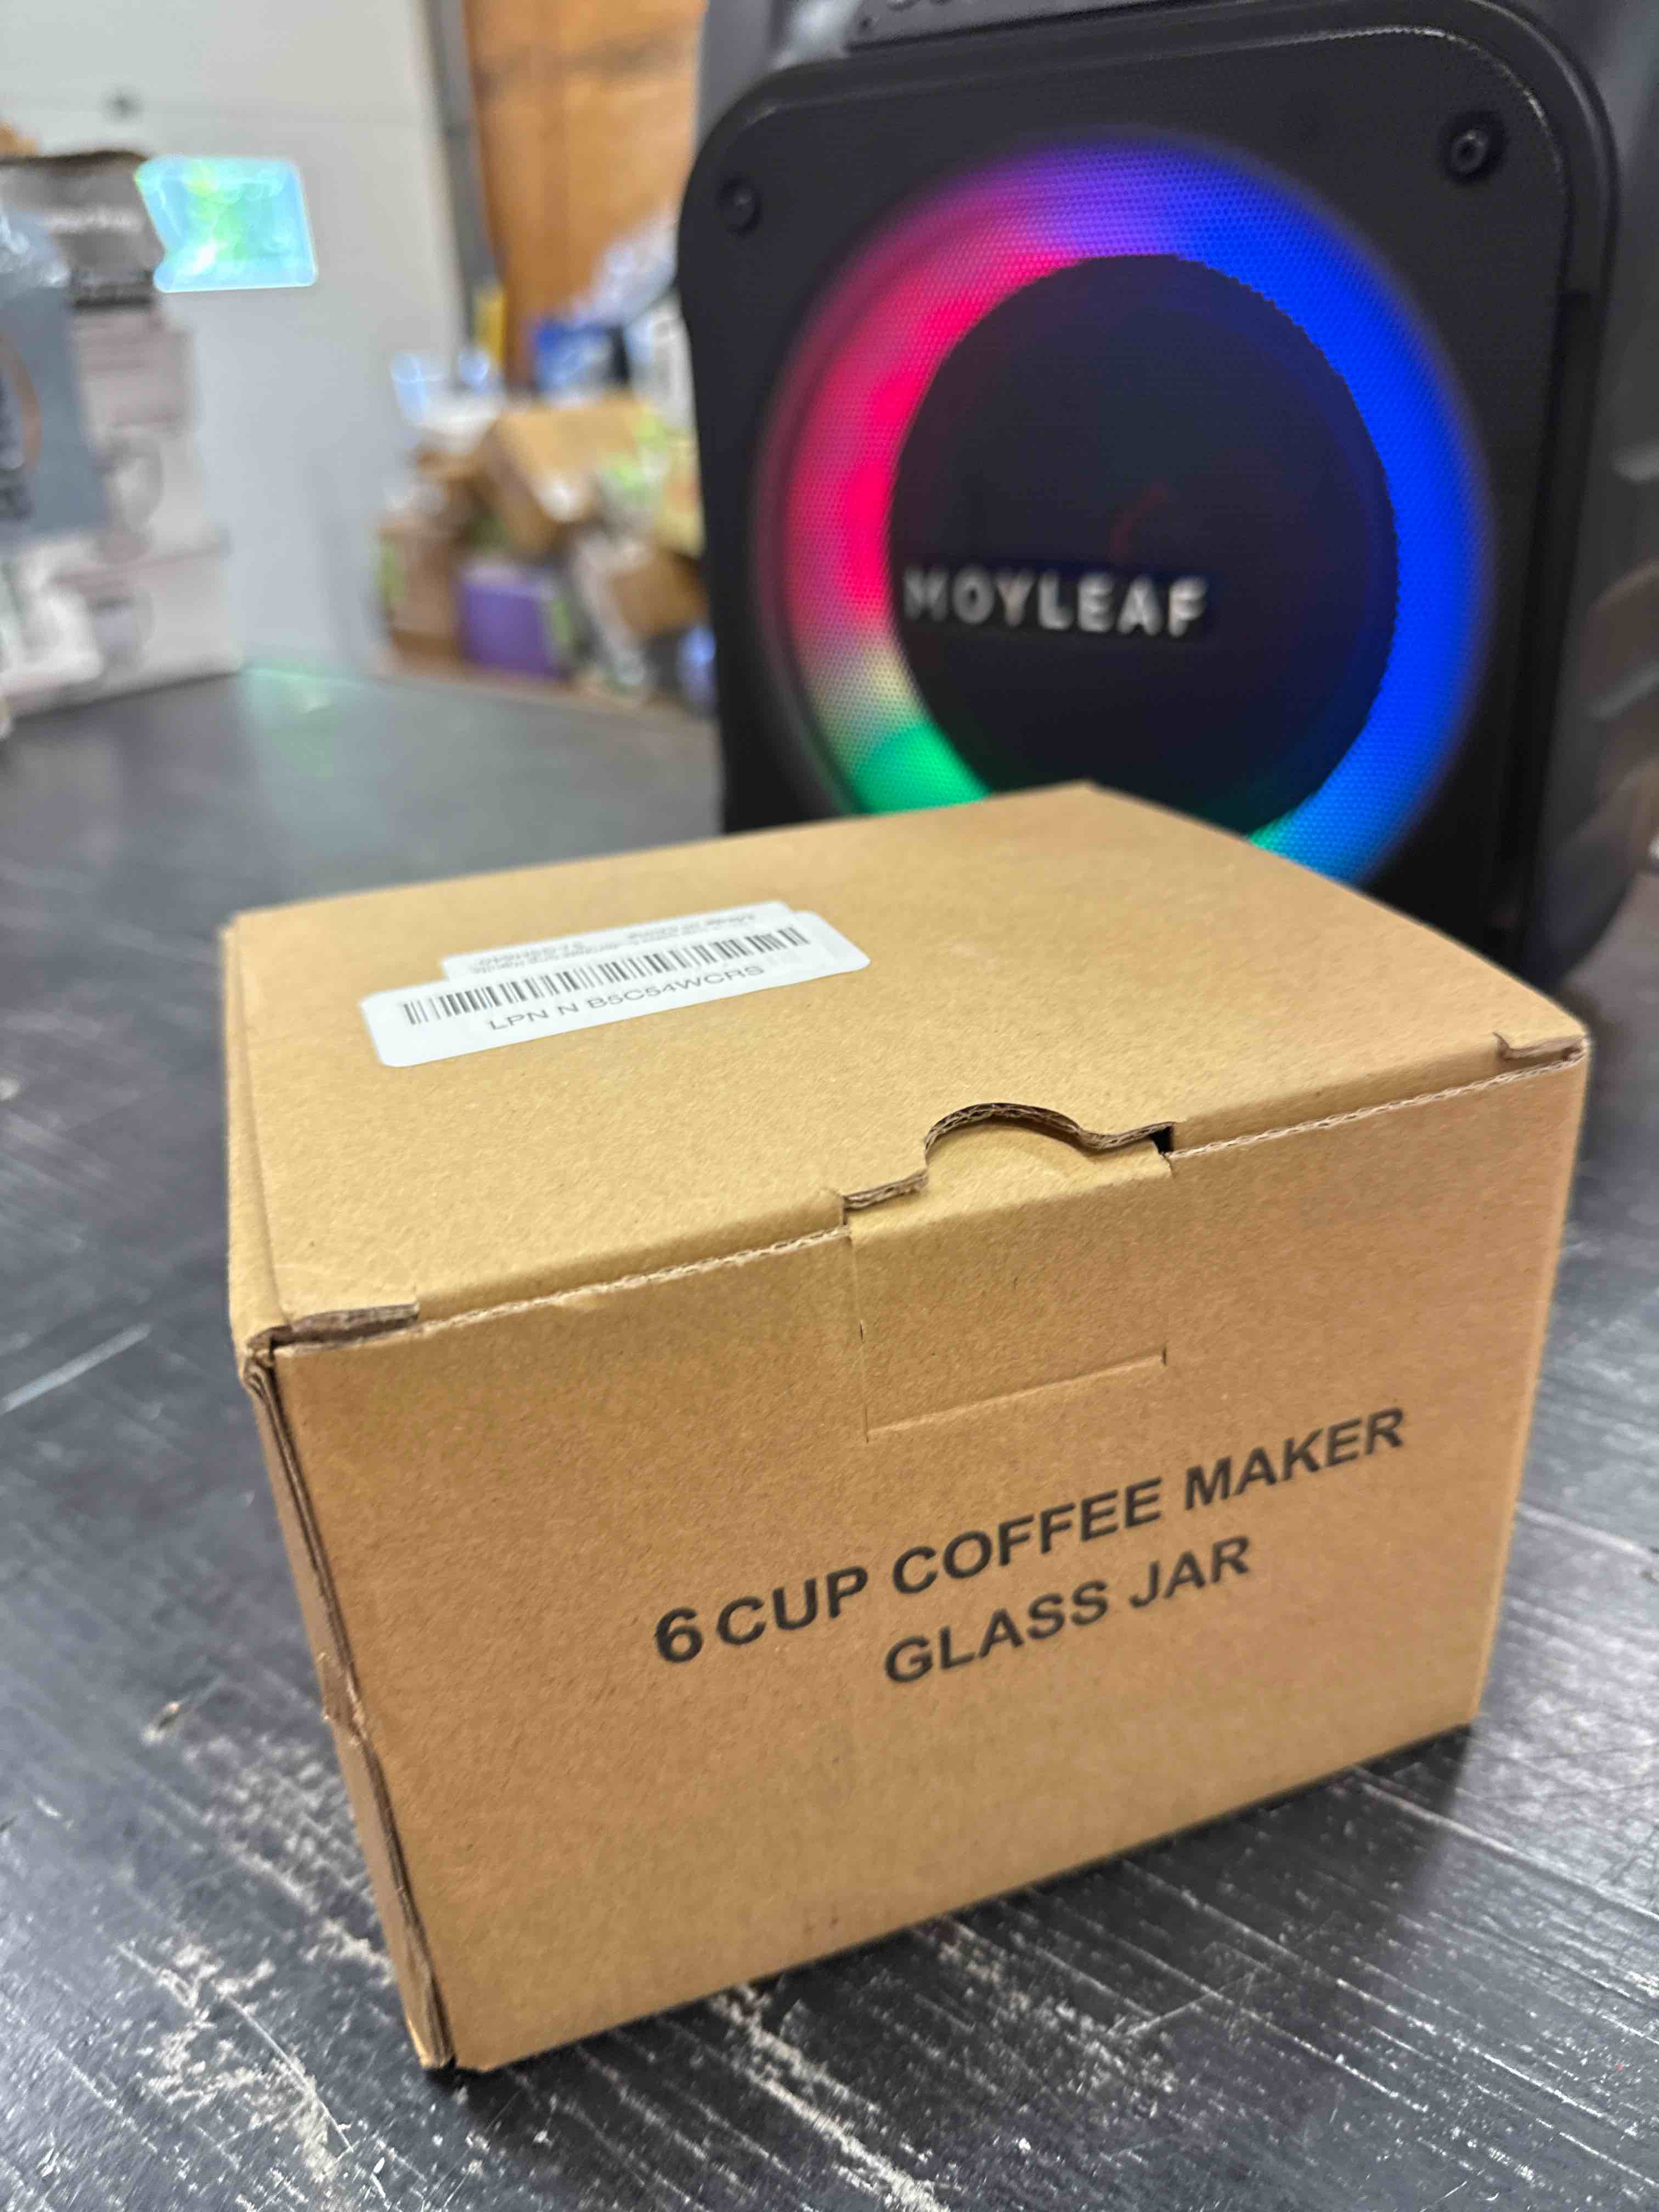 MOYLEAF
LPN N B5C54WCRS
6 CUP COFFEE MAKER
GLASS JAR